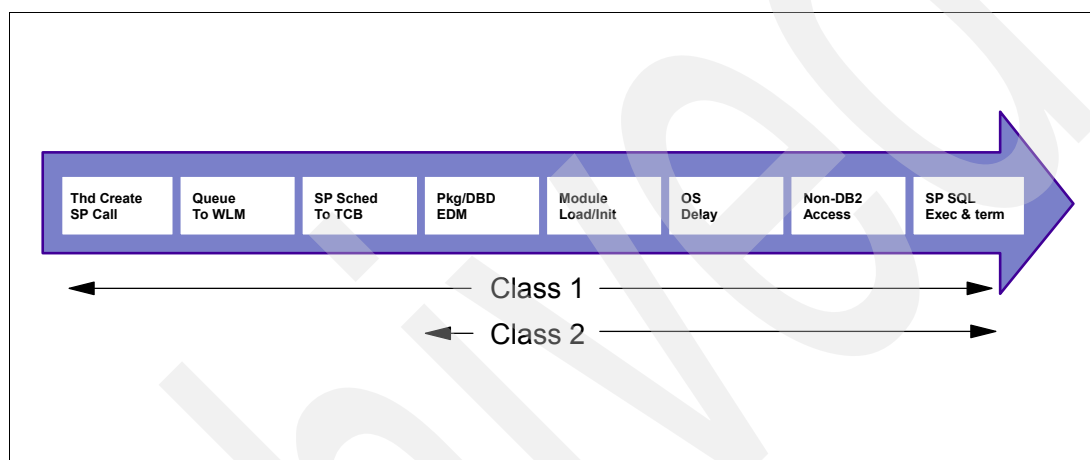 Thd Create
SP Call
Queue
To WLM
SP Sched
To TCB
Pkg/DBD
EDM
Module
Load/Init
OS
Delay
Non-DB2
Access
SP SQL
Exec & term
Class 1
Class 2